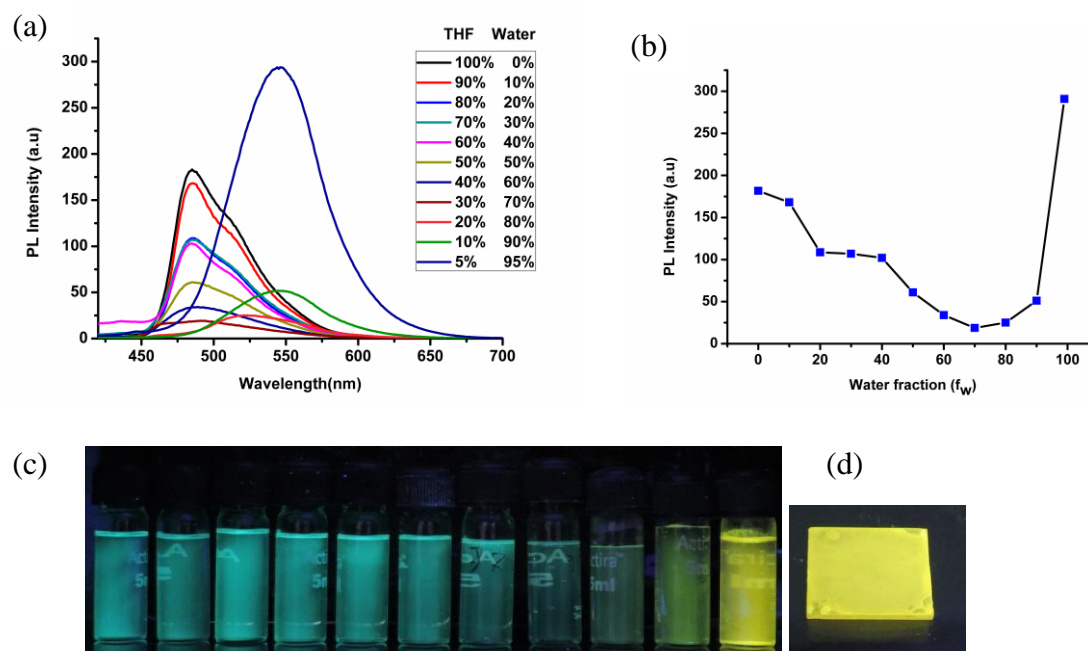 (a)
THF Water
100% 0%
90% 10%
80% 20%
70% 30%
60% 40%
50% 50%
40% 60%
30% 70%
20% 80%
10% 90%
5% 95%
300
250
200
150
100
50
0
PL Intensity (a.u)
450 500 550 600 650 700
Wavelength(nm)
(b)
300
250
200
150
100
50
0
PL Intensity (a.u)
0 20 40 60 80 100
Water fraction (fW)
(c)
Actira
5ml
(d)